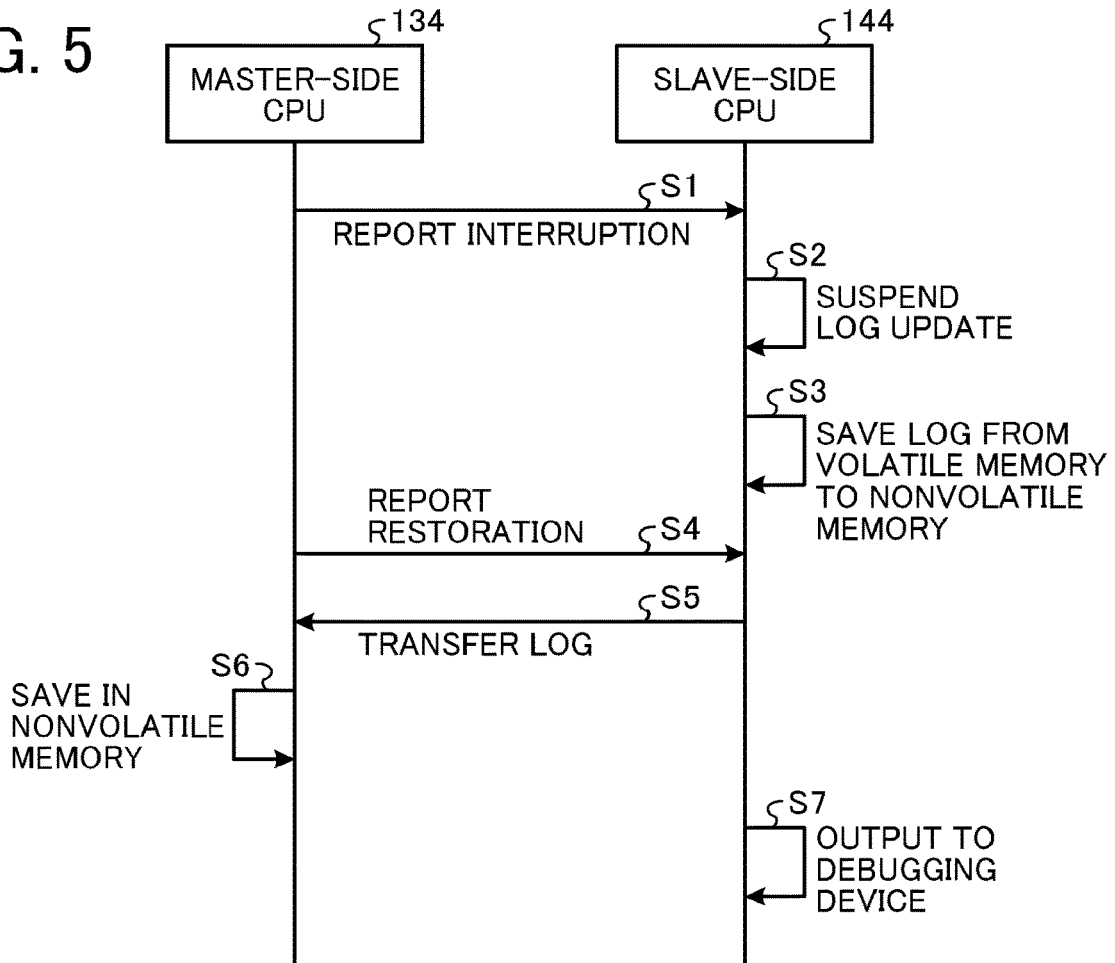 G. 5
134
144
MASTER-SIDE
CPU
SLAVE-SIDE
CPU
S1
REPORT INTERRUPTION
S2
SUSPEND
LOG UPDATE
S3
SAVE LOG FROM
VOLATILE MEMORY
TO NONVOLATILE
MEMORY
REPORT
RESTORATION
S4
S5
TRANSFER LOG
S6
SAVE IN
NONVOLATILE
MEMORY
S7
OUTPUT TO
DEBUGGING
DEVICE